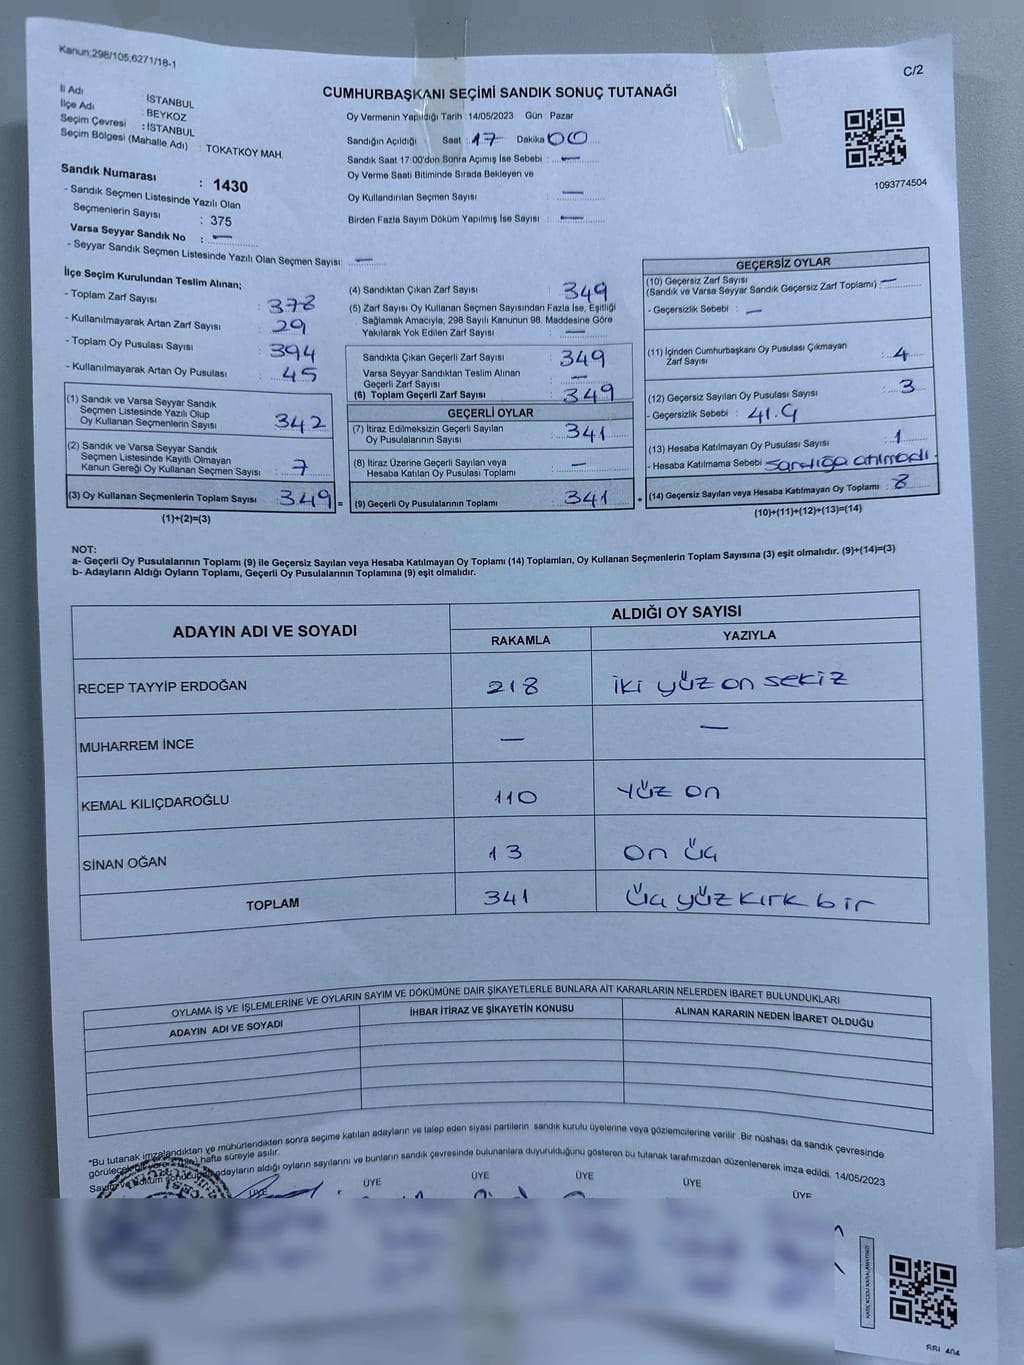 Kanun;298/105,6271/18-1
C/2
İl Adı : İSTANBUL
İlçe Adı : BEYKOZ
Seçim Çevresi : İSTANBUL
Seçim Bölgesi (Mahalle Adı) : TOKATKÖY MAH.
Sandık Numarası : 1430
- Sandık Seçmen Listesinde Yazılı Olan
Seçmenlerin Sayısı : 375
Varsa Seyyar Sandık No : —
- Seyyar Sandık Seçmen Listesinde Yazılı Olan Seçmen Sayısı: —
CUMHURBAŞKANI SEÇİMİ SANDIK SONUÇ TUTANAĞI
Oy Vermenin Yapıldığı Tarih : 14/05/2023 Gün : Pazar
Sandığın Açıldığı Saat : 17 Dakika 00
Sandık Saat 17:00'den Sonra Açımış İse Sebebi : —
Oy Verme Saati Bitiminde Sırada Bekleyen ve
Oy Kullandırılan Seçmen Sayısı : —
Birden Fazla Sayım Döküm Yapılmış İse Sayısı : —
1093774504
İlçe Seçim Kurulundan Teslim Alınan;
- Toplam Zarf Sayısı : 378
- Kullanılmayarak Artan Zarf Sayısı : 29
- Toplam Oy Pusulası Sayısı : 394
- Kullanılmayarak Artan Oy Pusulası : 45
(1) Sandık ve Varsa Seyyar Sandık
Seçmen Listesinde Yazılı Olup
Oy Kullanan Seçmenlerin Sayısı : 342
(2) Sandık ve Varsa Seyyar Sandık
Seçmen Listesinde Kayıtlı Olmayan
Kanun Gereği Oy Kullanan Seçmen Sayısı : 7
(3) Oy Kullanan Seçmenlerin Toplam Sayısı : 349 =
(1)+(2)=(3)
(4) Sandıktan Çıkan Zarf Sayısı : 349
(5) Zarf Sayısı Oy Kullanan Seçmen Sayısından Fazla İse, Eşitliği
Sağlamak Amacıyla; 298 Sayılı Kanunun 98. Maddesine Göre
Yakılarak Yok Edilen Zarf Sayısı : —
Sandıkta Çıkan Geçerli Zarf Sayısı : 349
Varsa Seyyar Sandıktan Teslim Alınan
Geçerli Zarf Sayısı : —
(6) Toplam Geçerli Zarf Sayısı : 349
GEÇERLİ OYLAR
(7) İtiraz Edilmeksizin Geçerli Sayılan
Oy Pusulalarının Sayısı : 341
(8) İtiraz Üzerine Geçerli Sayılan veya
Hesaba Katılan Oy Pusulası Toplamı : —
(9) Geçerli Oy Pusulalarının Toplamı : 341 +
GEÇERSİZ OYLAR
(10) Geçersiz Zarf Sayısı
(Sandık ve Varsa Seyyar Sandık Geçersiz Zarf Toplamı) : —
- Geçersizlik Sebebi : —
(11) İçinden Cumhurbaşkanı Oy Pusulası Çıkmayan
Zarf Sayısı : 4
(12) Geçersiz Sayılan Oy Pusulası Sayısı : 3
- Geçersizlik Sebebi :
(13) Hesaba Katılmayan Oy Pusulası Sayısı : 1
- Hesaba Katılmama Sebebi sandığa atılmadı.
(14) Geçersiz Sayılan veya Hesaba Katılmayan Oy Toplamı : 8
(10)+(11)+(12)+(13)=(14)
NOT:
a- Geçerli Oy Pusulalarının Toplamı (9) ile Geçersiz Sayılan veya Hesaba Katılmayan Oy Toplamı (14) Toplamları, Oy Kullanan Seçmenlerin Toplam Sayısına (3) eşit olmalıdır. (9)+(14)=(3)
b- Adayların Aldığı Oyların Toplamı, Geçerli Oy Pusulalarının Toplamına (9) eşit olmalıdır.
ADAYIN ADI VE SOYADI
ALDIĞI OY SAYISI
RAKAMLA YAZIYLA
RECEP TAYYİP ERDOĞAN 218 iki yüz on sekiz
MUHARREM İNCE — —
KEMAL KILIÇDAROĞLU 110 yüz on
SİNAN OĞAN 13 on üç
TOPLAM 341 üç yüz kırk bir
OYLAMA İŞ VE İŞLEMLERİNE VE OYLARIN SAYIM VE DÖKÜMÜNE DAİR ŞİKAYETLERLE BUNLARA AİT KARARLARIN NELERDEN İBARET BULUNDUKLARI
ADAYIN ADI VE SOYADI İHBAR İTİRAZ VE ŞİKAYETİN KONUSU ALINAN KARARIN NEDEN İBARET OLDUĞU
*Bu tutanak imzalandıktan ve mühürlendikten sonra seçime katılan adayların ve talep eden siyasi partilerin sandık kurulu üyelerine veya gözlemcilerine verilir .Bir nüshası da sandık çevresinde
hafta süreyle asılır.
adayların aldığı oyların sayılarını ve bunların sandık çevresinde bulunanlara duyurulduğunu gösteren bu tutanak tarafımızdan düzenlenerek imza edildi. 14/05/2023
ÜYE ÜYE ÜYE ÜYE ÜYE ÜYE